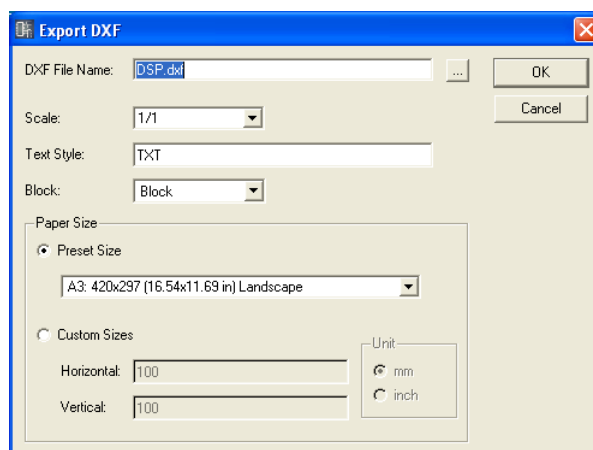 Export DXF
DXF File Name: DSP.dxf ... OK
Cancel
Scale: 1/1
Text Style: TXT
Block: Block
Paper Size
Preset Size
A3: 420x297 (16.54x11.69 in) Landscape
Custom Sizes
Unit
Horizontal: 100 mm
inch
Vertical: 100